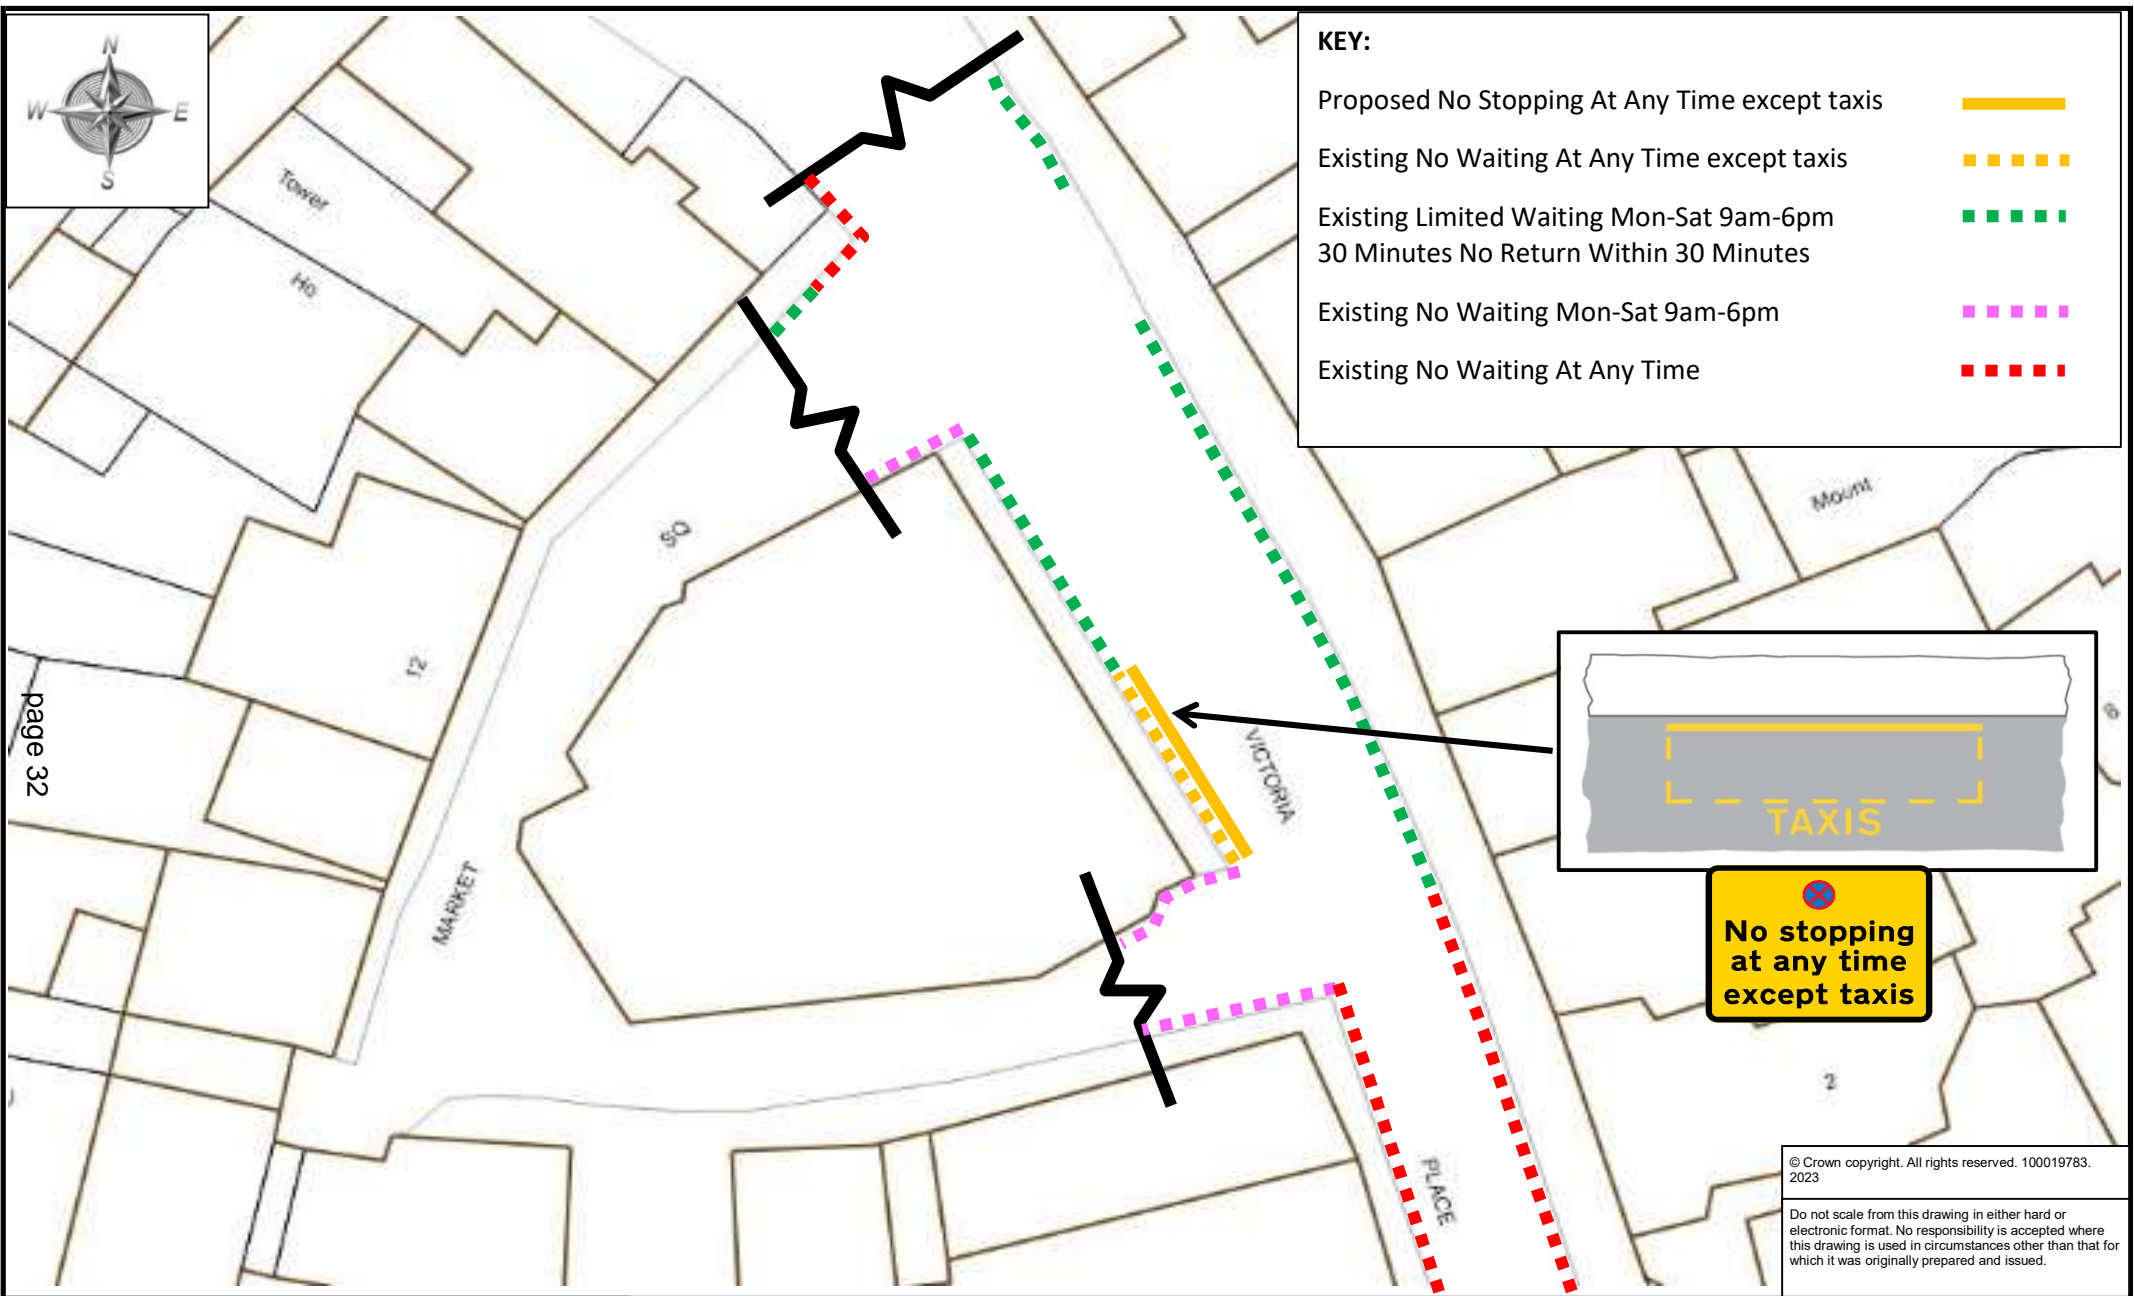 N
W
E
S
KEY:
Proposed No Stopping At Any Time except taxis
Existing No Waiting At Any Time except taxis
Existing Limited Waiting Mon-Sat 9am-6pm
30 Minutes No Return Within 30 Minutes
Existing No Waiting Mon-Sat 9am-6pm
Existing No Waiting At Any Time
Tower
Ho
SQ
Mount
12
page 32
VICTORIA
TAXIS
MARKET
No stopping
at any time
except taxis
2
PLACE
© Crown copyright. All rights reserved. 100019783.
2023
Do not scale from this drawing in either hard or
electronic format. No responsibility is accepted where
this drawing is used in circumstances other than that for
which it was originally prepared and issued.